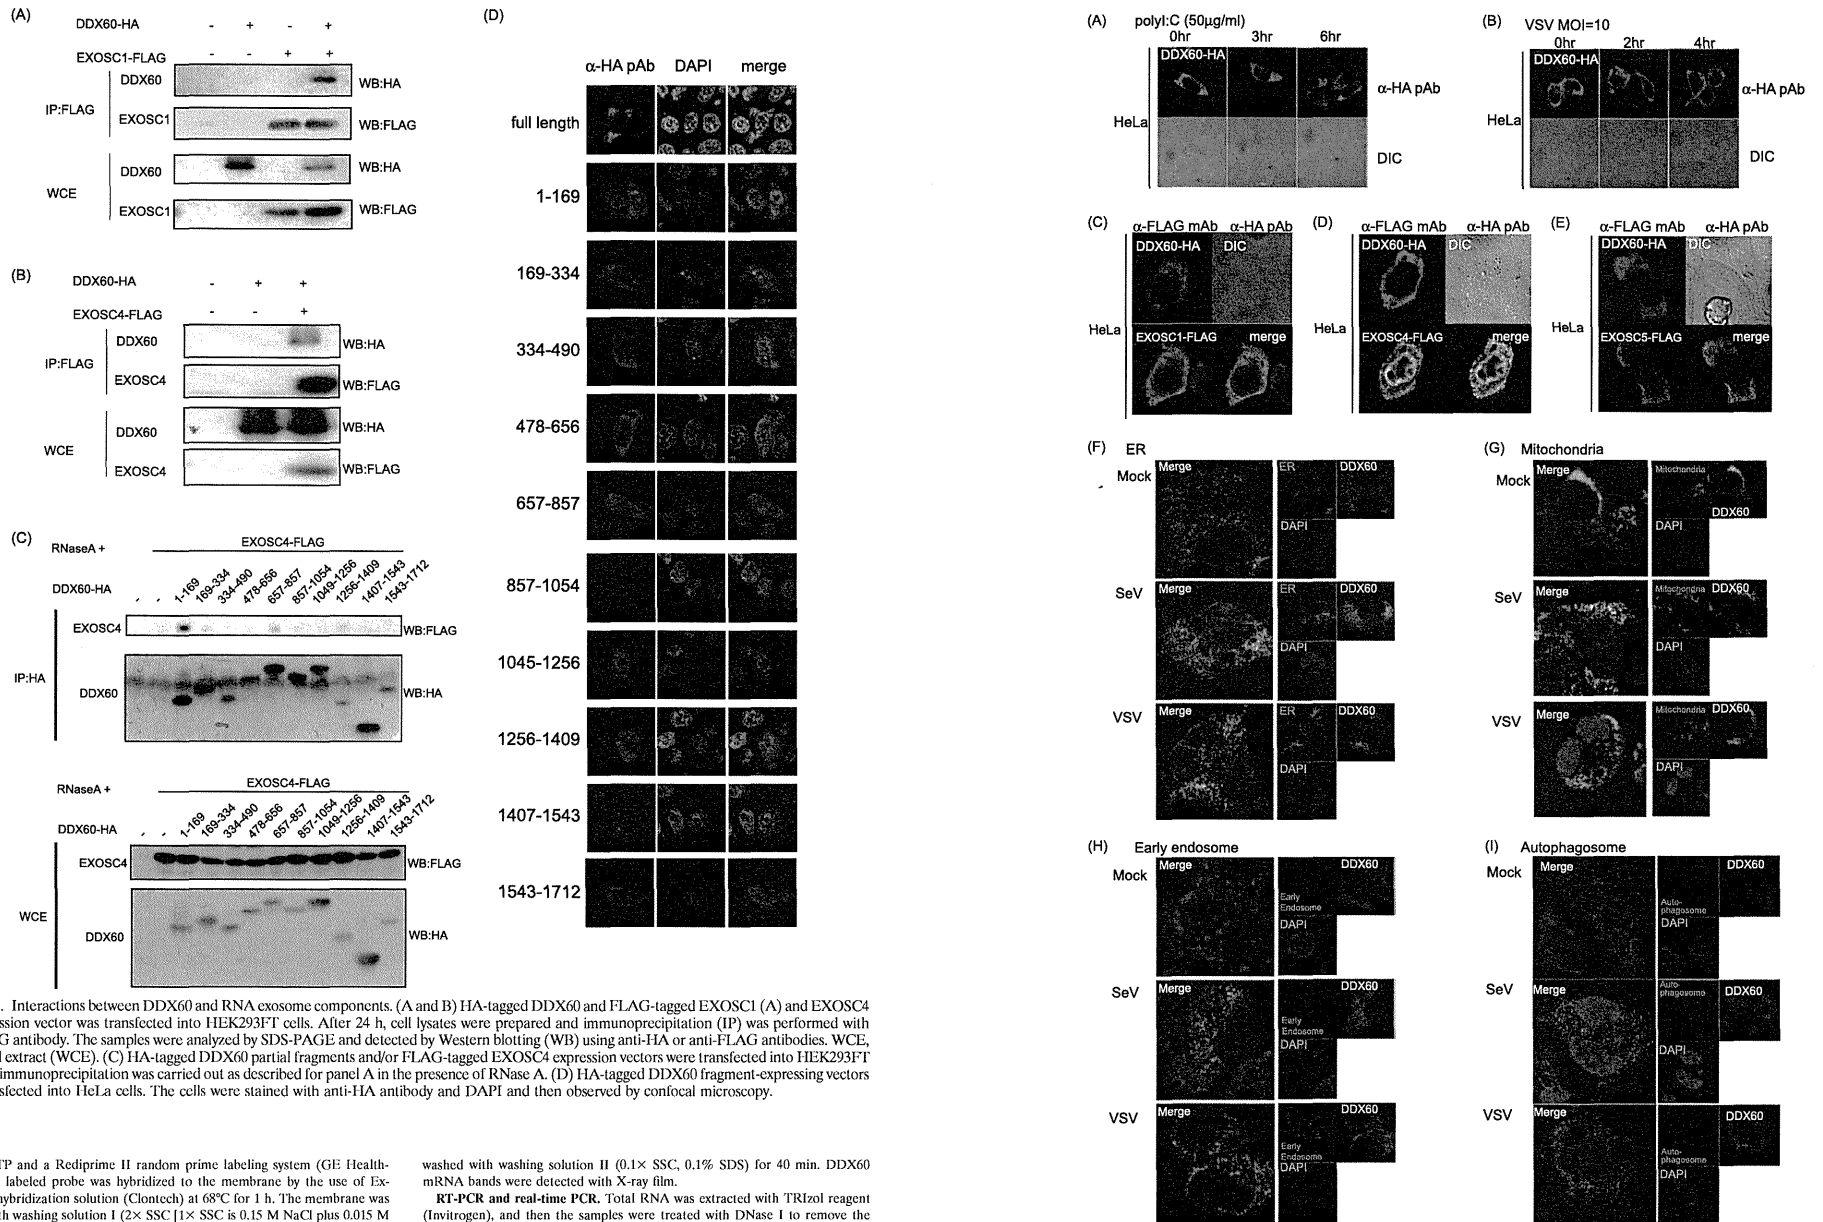 (A)
DDX60-HA - + - +
EXOSC1-FLAG - - + +
IP:FLAG
DDX60 WB:HA
EXOSC1 WB:FLAG
WCE
DDX60 WB:HA
EXOSC1 WB:FLAG
(B)
DDX60-HA - + +
EXOSC4-FLAG - - +
IP:FLAG
DDX60 WB:HA
EXOSC4 WB:FLAG
WCE
DDX60 WB:HA
EXOSC4 WB:FLAG
(C)
RNaseA +
EXOSC4-FLAG
DDX60-HA - - 1-169 169-334 334-490 478-656 657-857 857-1054 1049-1256 1256-1409 1407-1543 1543-1712
IP:HA
EXOSC4 WB:FLAG
DDX60 WB:HA
RNaseA +
EXOSC4-FLAG
DDX60-HA - - 1-169 169-334 334-490 478-656 657-857 857-1054 1049-1256 1256-1409 1407-1543 1543-1712
WCE
EXOSC4 WB:FLAG
DDX60 WB:HA
(D)
α-HA pAb DAPI merge
full length
1-169
169-334
334-490
478-656
657-857
857-1054
1045-1256
1256-1409
1407-1543
1543-1712
. Interactions between DDX60 and RNA exosome components. (A and B) HA-tagged DDX60 and FLAG-tagged EXOSC1 (A) and EXOSC4
ssion vector was transfected into HEK293FT cells. After 24 h, cell lysates were prepared and immunoprecipitation (IP) was performed with
G antibody. The samples were analyzed by SDS-PAGE and detected by Western blotting (WB) using anti-HA or anti-FLAG antibodies. WCE,
l extract (WCE). (C) HA-tagged DDX60 partial fragments and/or FLAG-tagged EXOSC4 expression vectors were transfected into HEK293FT
immunoprecipitation was carried out as described for panel A in the presence of RNase A. (D) HA-tagged DDX60 fragment-expressing vectors
sfected into HeLa cells. The cells were stained with anti-HA antibody and DAPI and then observed by confocal microscopy.
TP and a Rediprime II random prime labeling system (GE Health-
labeled probe was hybridized to the membrane by the use of Ex-
hybridization solution (Clontech) at 68°C for 1 h. The membrane was
th washing solution I (2× SSC [1× SSC is 0.15 M NaCl plus 0.015 M
washed with washing solution II (0.1× SSC, 0.1% SDS) for 40 min. DDX60
mRNA bands were detected with X-ray film.
RT-PCR and real-time PCR. Total RNA was extracted with TRIzol reagent
(Invitrogen), and then the samples were treated with DNase I to remove the
(A) polyI:C (50μg/ml)
0hr 3hr 6hr
DDX60-HA
α-HA pAb
HeLa
DIC
(B) VSV MOI=10
0hr 2hr 4hr
DDX60-HA
α-HA pAb
HeLa
DIC
(C) α-FLAG mAb α-HA pAb
DDX60-HA DIC
HeLa
EXOSC1-FLAG merge
(D) α-FLAG mAb α-HA pAb
DDX60-HA DIC
HeLa
EXOSC4-FLAG merge
(E) α-FLAG mAb α-HA pAb
DDX60-HA DIC
HeLa
EXOSC5-FLAG merge
(F) ER
Mock
Merge ER DDX60
DAPI
SeV
Merge ER DDX60
DAPI
VSV
Merge ER DDX60
DAPI
(G) Mitochondria
Mock
Merge Mitochondria
DAPI DDX60
SeV
Merge Mitochondria DDX60
DAPI
VSV
Merge Mitochondria DDX60
DAPI
(H) Early endosome
Mock
Merge DDX60
Early
Endosome
DAPI
SeV
Merge DDX60
Early
Endosome
DAPI
VSV
Merge DDX60
Early
Endosome
DAPI
(I) Autophagosome
Mock
Merge DDX60
Auto-
phagosome
DAPI
SeV
Merge Auto-
phagosome DDX60
DAPI
VSV
Merge DDX60
Auto-
phagosome
DAPI